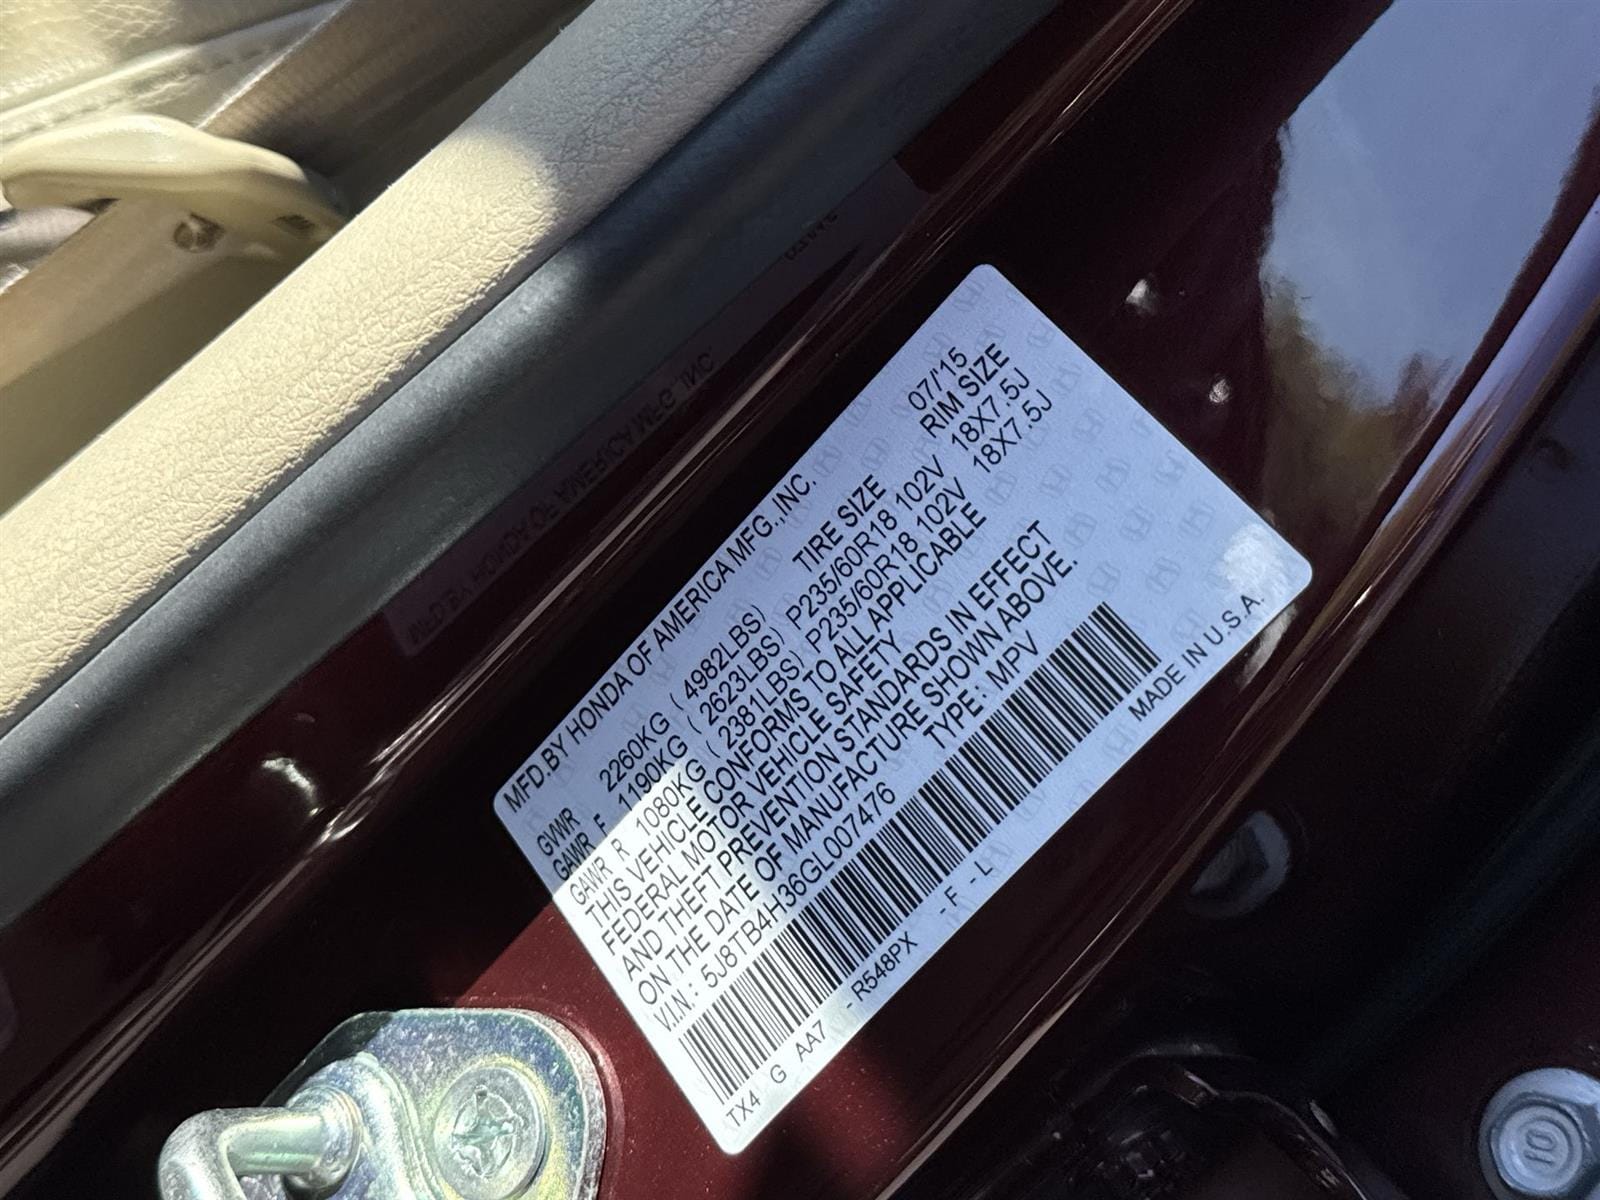 MFD.BY HONDA OF AMERICA MFG.,INC. 07/'15
GVWR 2260KG ( 4982LBS) TIRE SIZE RIM SIZE
GAWR F 1190KG ( 2623LBS) P235/60R18 102V 18X7.5J
GAWR R 1080KG ( 2381LBS) P235/60R18 102V 18X7.5J
THIS VEHICLE CONFORMS TO ALL APPLICABLE
FEDERAL MOTOR VEHICLE SAFETY
AND THEFT PREVENTION STANDARDS IN EFFECT
ON THE DATE OF MANUFACTURE SHOWN ABOVE.
V.I.N.: 5J8TB4H36GL007476 TYPE: MPV
TX4 G AA7 - R548PX - F - L MADE IN U.S.A.
10